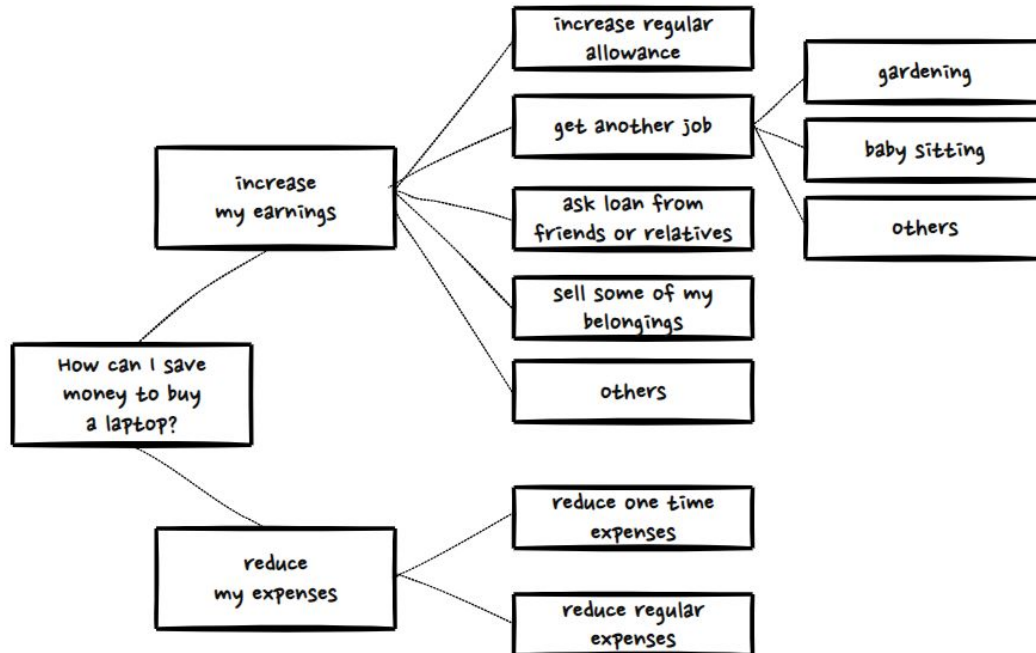 How can I save
money to buy
a laptop?
increase
my earnings
increase regular
allowance
get another job
gardening
baby sitting
others
ask loan from
friends or relatives
sell some of my
belongings
others
reduce
my expenses
reduce one time
expenses
reduce regular
expenses